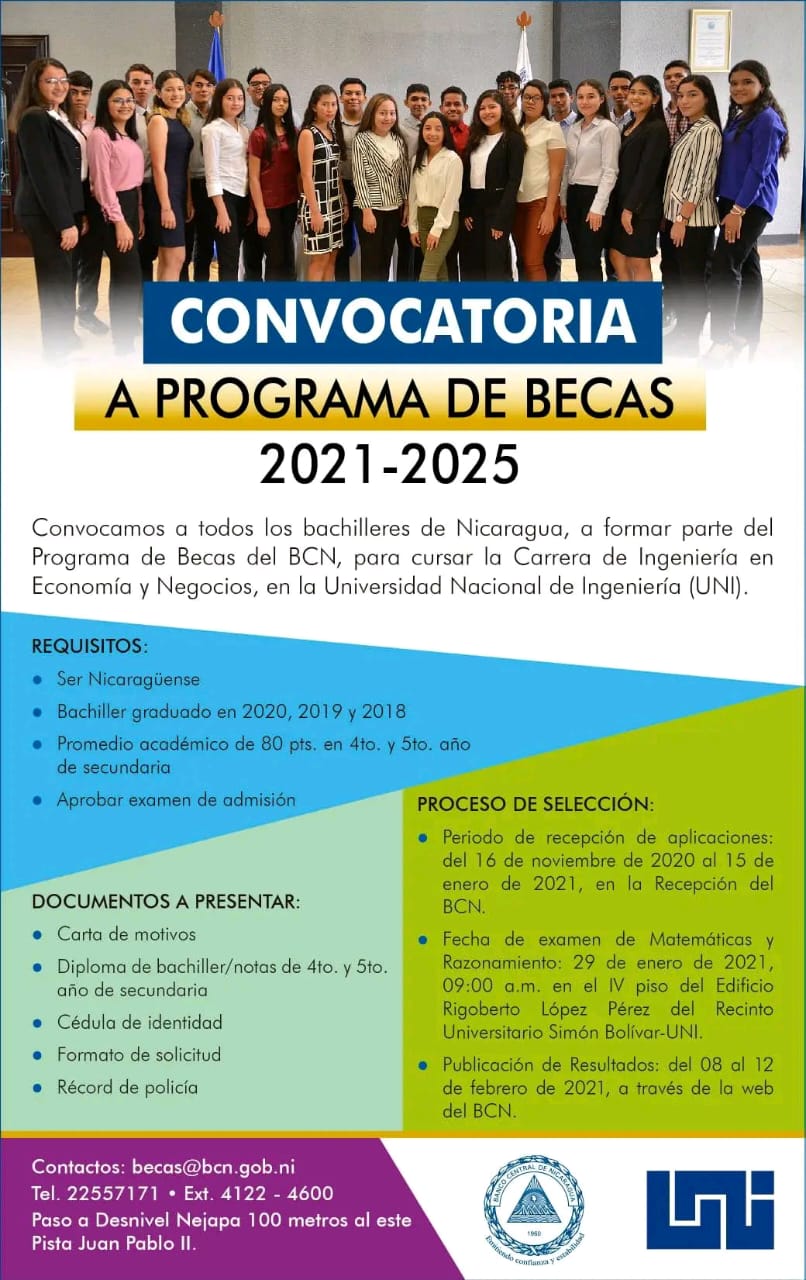 CONVOCATORIA
A PROGRAMA DE BECAS
2021-2025
Convocamos a todos los bachilleres de Nicaragua, a formar parte del
Programa de Becas del BCN, para cursar la Carrera de Ingeniería en
Economía y Negocios, en la Universidad Nacional de Ingeniería (UNI).
REQUISITOS:
• Ser Nicaragüense
• Bachiller graduado en 2020, 2019 y 2018
• Promedio académico de 80 pts. en 4to. y 5to. año
de secundaria
• Aprobar examen de admisión
DOCUMENTOS A PRESENTAR:
• Carta de motivos
• Diploma de bachiller/notas de 4to. y 5to.
año de secundaria
• Cédula de identidad
• Formato de solicitud
• Récord de policía
PROCESO DE SELECCIÓN:
• Periodo de recepción de aplicaciones:
del 16 de noviembre de 2020 al 15 de
enero de 2021, en la Recepción del
BCN.
• Fecha de examen de Matemáticas y
Razonamiento: 29 de enero de 2021,
09:00 a.m. en el IV piso del Edificio
Rigoberto López Pérez del Recinto
Universitario Simón Bolívar-UNI.
• Publicación de Resultados: del 08 al 12
de febrero de 2021, a través de la web
del BCN.
Contactos: becas@bcn.gob.ni
Tel. 22557171 • Ext. 4122 - 4600
Paso a Desnivel Nejapa 100 metros al este
Pista Juan Pablo II.
BANCO CENTRAL DE NICARAGUA
1960
Emitiendo confianza y estabilidad
uni